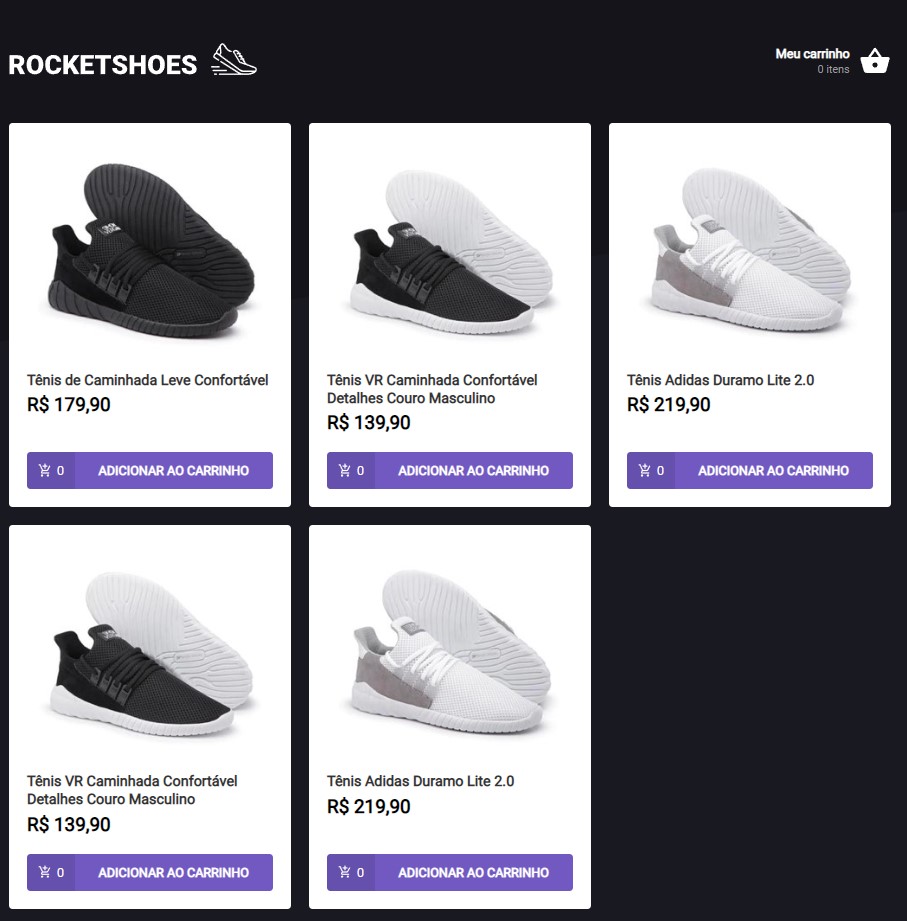 ROCKETSHOES
Meu carrinho
0 itens
Tênis de Caminhada Leve Confortável
R$ 179,90
0 ADICIONAR AO CARRINHO
Tênis VR Caminhada Confortável
Detalhes Couro Masculino
R$ 139,90
0 ADICIONAR AO CARRINHO
Tênis Adidas Duramo Lite 2.0
R$ 219,90
0 ADICIONAR AO CARRINHO
Tênis VR Caminhada Confortável
Detalhes Couro Masculino
R$ 139,90
0 ADICIONAR AO CARRINHO
Tênis Adidas Duramo Lite 2.0
R$ 219,90
0 ADICIONAR AO CARRINHO